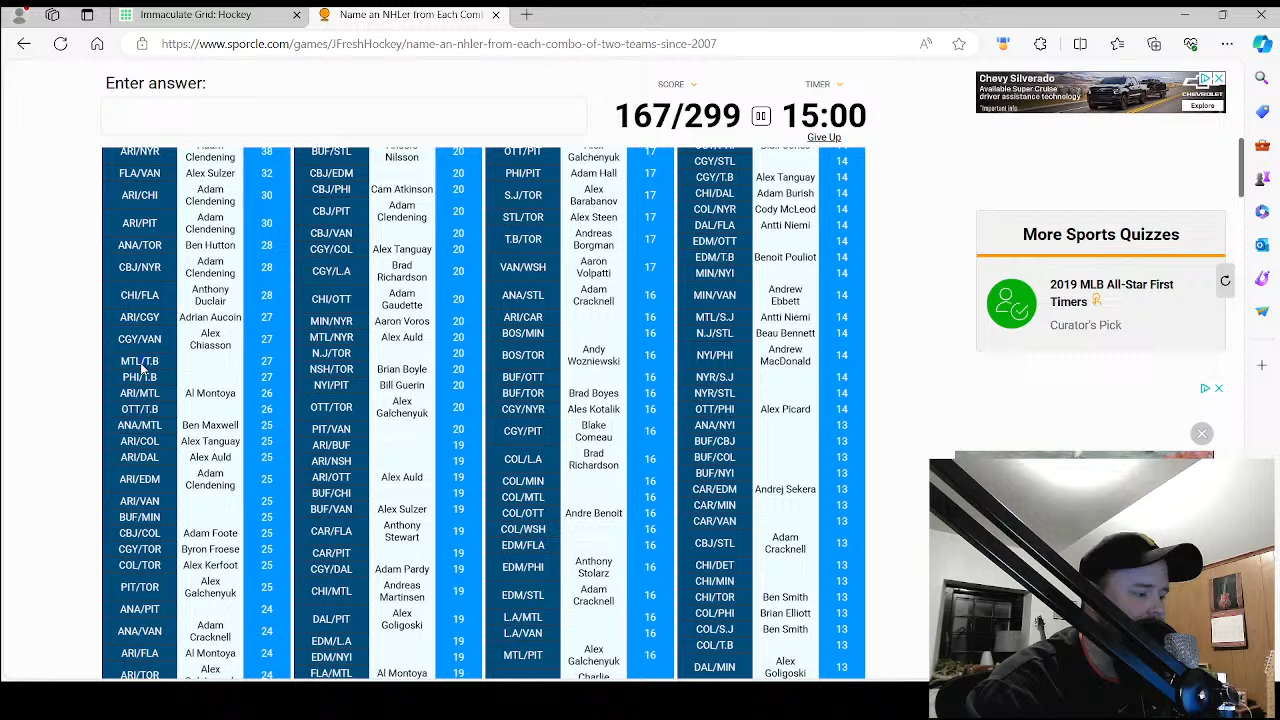 Immaculate Grid: Hockey
Name an NHLer from Each Com
https://www.sporcle.com/games/JFreshHockey/name-an-nhler-from-each-combo-of-two-teams-since-2007
Enter answer:
SCORE
TIMER
167/299
15:00
Give Up
ARI/NYR Clendening 38
FLA/VAN Alex Sulzer 32
ARI/CHI Adam Clendening 30
ARI/PIT Adam Clendening 30
ANA/TOR Ben Hutton 28
CBJ/NYR Adam Clendening 28
CHI/FLA Anthony Duclair 28
ARI/CGY Adrian Aucoin 27
CGY/VAN Alex Chiasson 27
MTL/T.B 27
PHI/T.B 27
ARI/MTL Al Montoya 26
OTT/T.B 26
ANA/MTL Ben Maxwell 25
ARI/COL Alex Tanguay 25
ARI/DAL Alex Auld 25
ARI/EDM Adam Clendening 25
ARI/VAN 25
BUF/MIN 25
CBJ/COL Adam Foote 25
CGY/TOR Byron Froese 25
COL/TOR Alex Kerfoot 25
PIT/TOR Alex Galchenyuk 25
ANA/PIT 24
ANA/VAN Adam Cracknell 24
ARI/FLA Al Montoya 24
ARI/TOR Alex 24
BUF/STL Nilsson 20
CBJ/EDM 20
CBJ/PHI Cam Atkinson 20
CBJ/PIT Adam Clendening 20
CBJ/VAN 20
CGY/COL Alex Tanguay 20
CGY/L.A Brad Richardson 20
CHI/OTT Adam Gaudette 20
MIN/NYR Aaron Voros 20
MTL/NYR Alex Auld 20
N.J/TOR 20
NSH/TOR Brian Boyle 20
NYI/PIT Bill Guerin 20
OTT/TOR Alex Galchenyuk 20
PIT/VAN 20
ARI/BUF 19
ARI/NSH 19
ARI/OTT Alex Auld 19
BUF/CHI 19
BUF/VAN Alex Sulzer 19
CAR/FLA Anthony Stewart 19
CAR/PIT 19
CGY/DAL Adam Pardy 19
CHI/MTL Andreas Martinsen 19
DAL/PIT Alex Goligoski 19
EDM/L.A 19
EDM/NYI 19
FLA/MTL Al Montoya 19
OTT/PIT Alex Galchenyuk 17
PHI/PIT Adam Hall 17
S.J/TOR Alex Barabanov 17
STL/TOR Alex Steen 17
T.B/TOR Andreas Borgman 17
VAN/WSH Aaron Volpatti 17
ANA/STL Adam Cracknell 16
ARI/CAR 16
BOS/MIN 16
BOS/TOR Andy Wozniewski 16
BUF/OTT 16
BUF/TOR Brad Boyes 16
CGY/NYR Ales Kotalik 16
CGY/PIT Blake Comeau 16
COL/L.A Brad Richardson 16
COL/MIN 16
COL/MTL 16
COL/OTT Andre Benoit 16
COL/WSH 16
EDM/FLA 16
EDM/PHI Anthony Stolarz 16
EDM/STL Adam Cracknell 16
L.A/MTL 16
L.A/VAN 16
MTL/PIT Alex Galchenyuk 16
Charlie
CGY/STL 14
CGY/T.B Alex Tanguay 14
CHI/DAL Adam Burish 14
COL/NYR Cody McLeod 14
DAL/FLA Antti Niemi 14
EDM/OTT 14
EDM/T.B Benoit Pouliot 14
MIN/NYI 14
MIN/VAN Andrew Ebbett 14
MTL/S.J Antti Niemi 14
N.J/STL Beau Bennett 14
NYI/PHI Andrew MacDonald 14
NYR/S.J 14
NYR/STL 14
OTT/PHI Alex Picard 14
ANA/NYI 13
BUF/CBJ 13
BUF/COL 13
BUF/NYI 13
CAR/EDM Andrej Sekera 13
CAR/MIN 13
CAR/VAN 13
CBJ/STL Adam Cracknell 13
CHI/DET 13
CHI/MIN 13
CHI/TOR Ben Smith 13
COL/PHI Brian Elliott 13
COL/S.J Ben Smith 13
COL/T.B 13
DAL/MIN Alex Goligoski 13
Chevy Silverado
Available Super Cruise
driver assistance technology
CHEVROLET
Explore
More Sports Quizzes
2019 MLB All-Star First
Timers
Curator's Pick